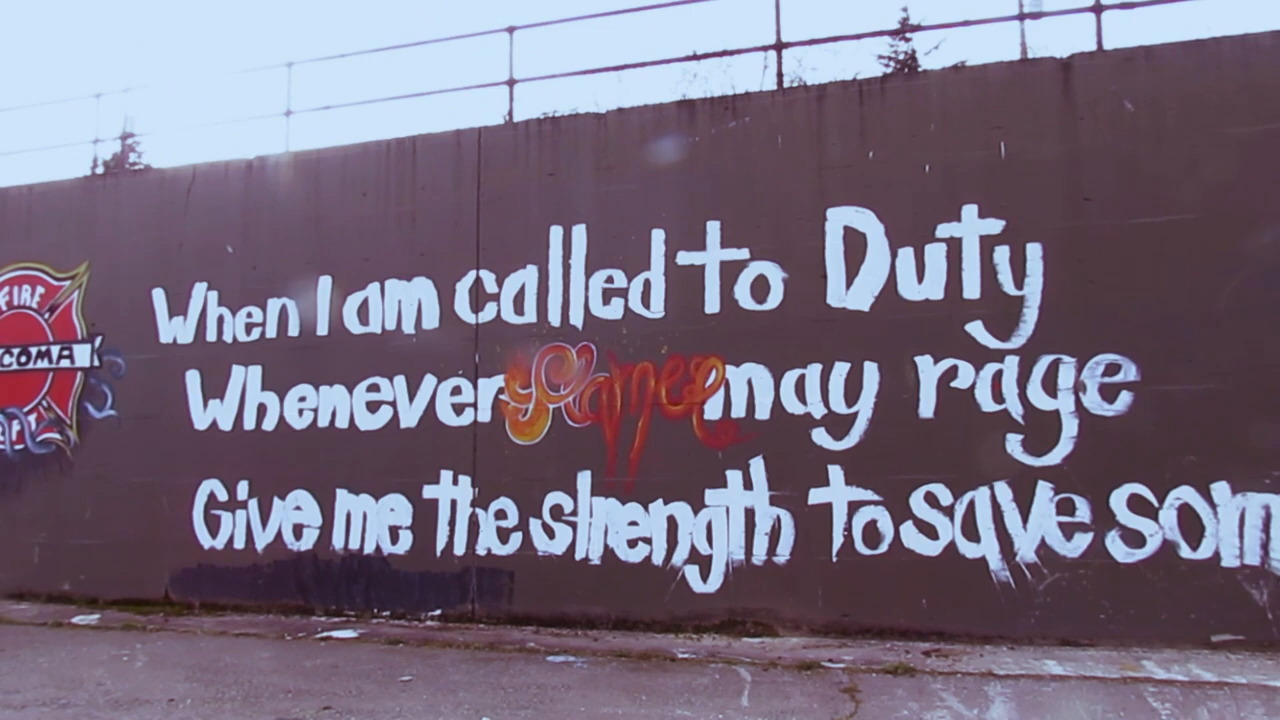 FIRE
COMA
When I am called to Duty
Whenever flames may rage
Give me the strength to save som